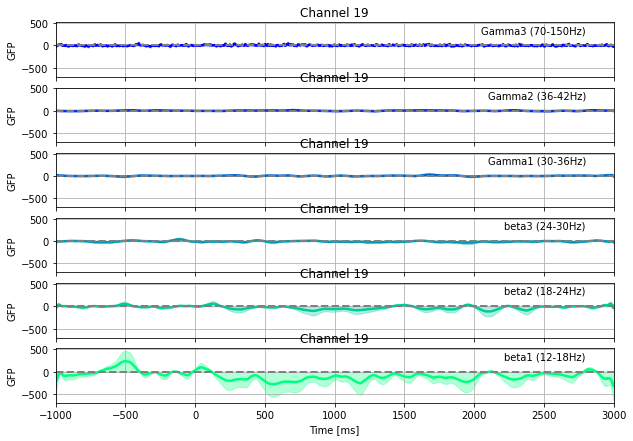 Channel 19
500
0
−500
GFP
Gamma3 (70-150Hz)
Channel 19
500
0
−500
GFP
Gamma2 (36-42Hz)
Channel 19
500
0
−500
GFP
Gamma1 (30-36Hz)
Channel 19
500
0
−500
GFP
beta3 (24-30Hz)
Channel 19
500
0
−500
GFP
beta2 (18-24Hz)
Channel 19
500
0
−500
GFP
beta1 (12-18Hz)
−1000 −500 0 500 1000 1500 2000 2500 3000
Time [ms]